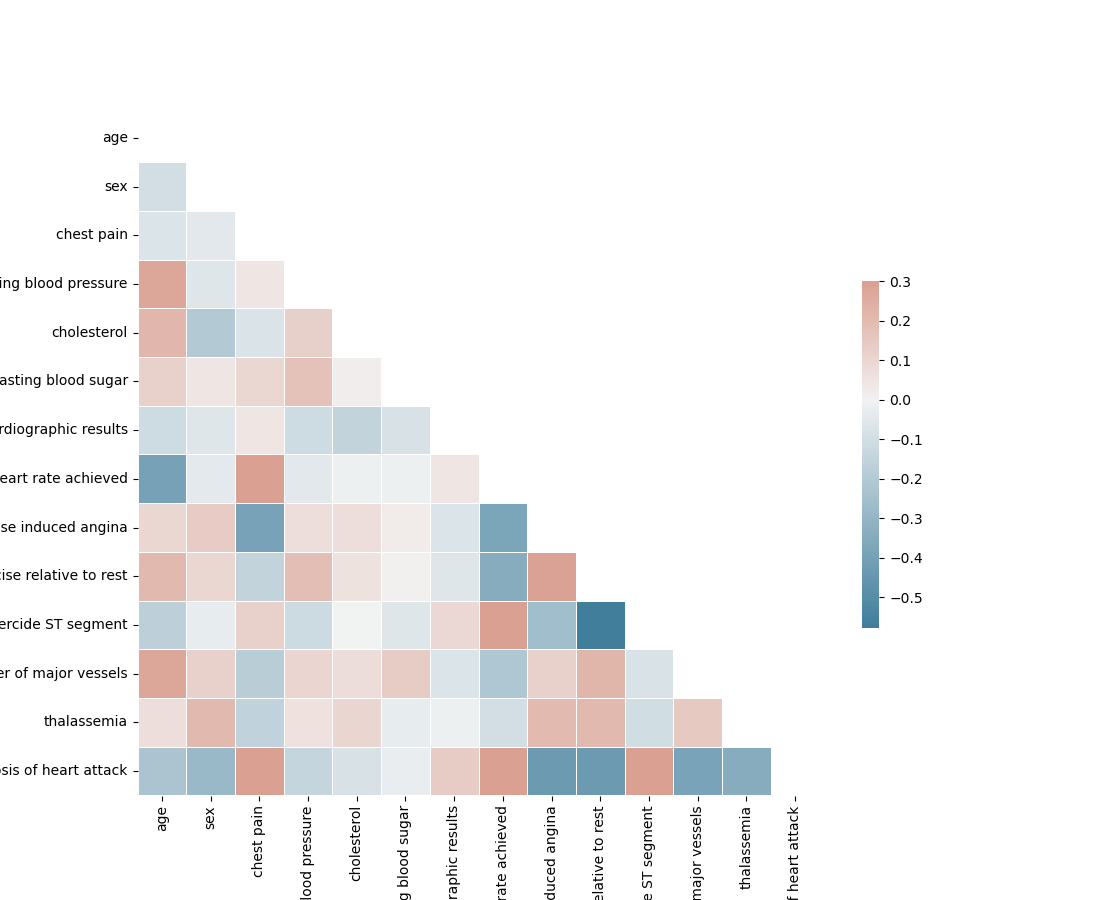 age
sex
chest pain
ing blood pressure
cholesterol
asting blood sugar
rdiographic results
eart rate achieved
se induced angina
ise relative to rest
ercide ST segment
er of major vessels
thalassemia
osis of heart attack
0.3
0.2
0.1
0.0
−0.1
−0.2
−0.3
−0.4
−0.5
age
sex
chest pain
lood pressure
cholesterol
g blood sugar
raphic results
rate achieved
duced angina
elative to rest
e ST segment
major vessels
thalassemia
f heart attack